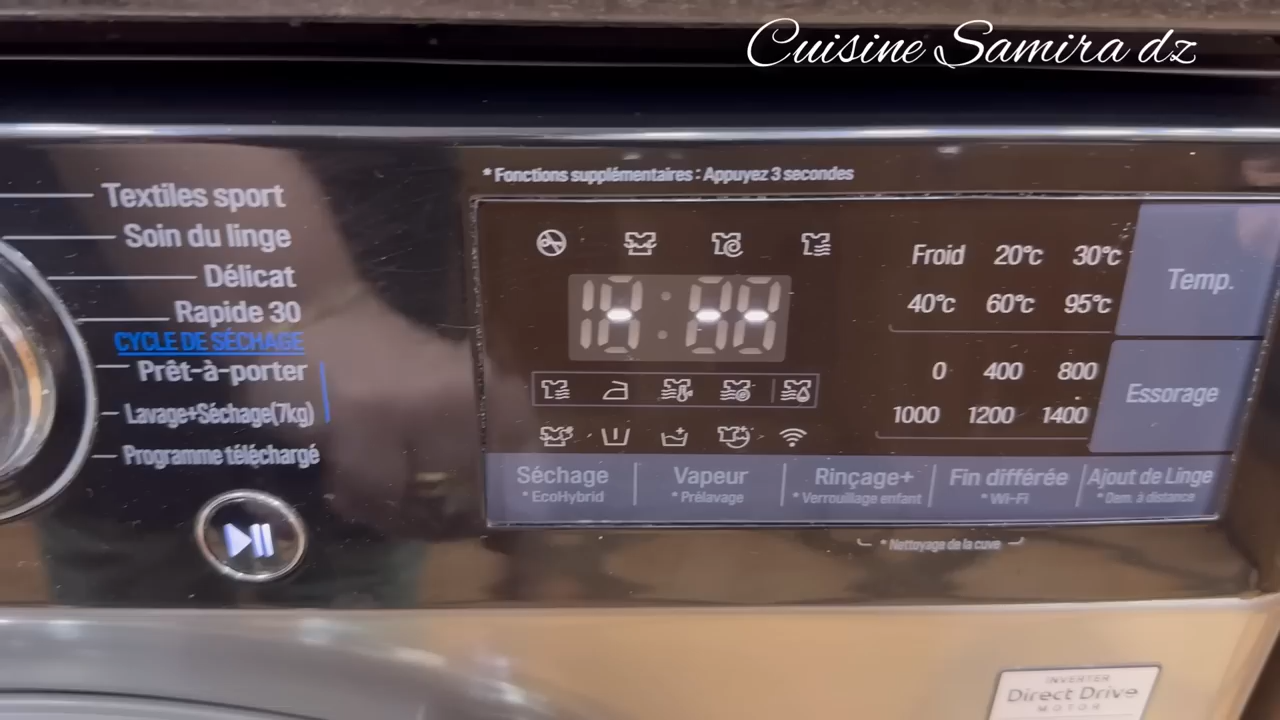 Cuisine Samira dz
* Fonctions supplémentaires : Appuyez 3 secondes
Textiles sport
Soin du linge
Délicat
Rapide 30
CYCLE DE SÉCHAGE
Prêt-à-porter
Lavage+Séchage(7kg)
Programme téléchargé
Froid 20°c 30°c
40°c 60°c 95°c
Temp.
0 400 800
1000 1200 1400
Essorage
Séchage Vapeur Rinçage+ Fin différée Ajout de Linge
* EcoHybrid * Prélavage * Verrouillage enfant * Wi-Fi * Dem. à distance
* Nettoyage de la cuve
INVERTER
Direct Drive
MOTOR